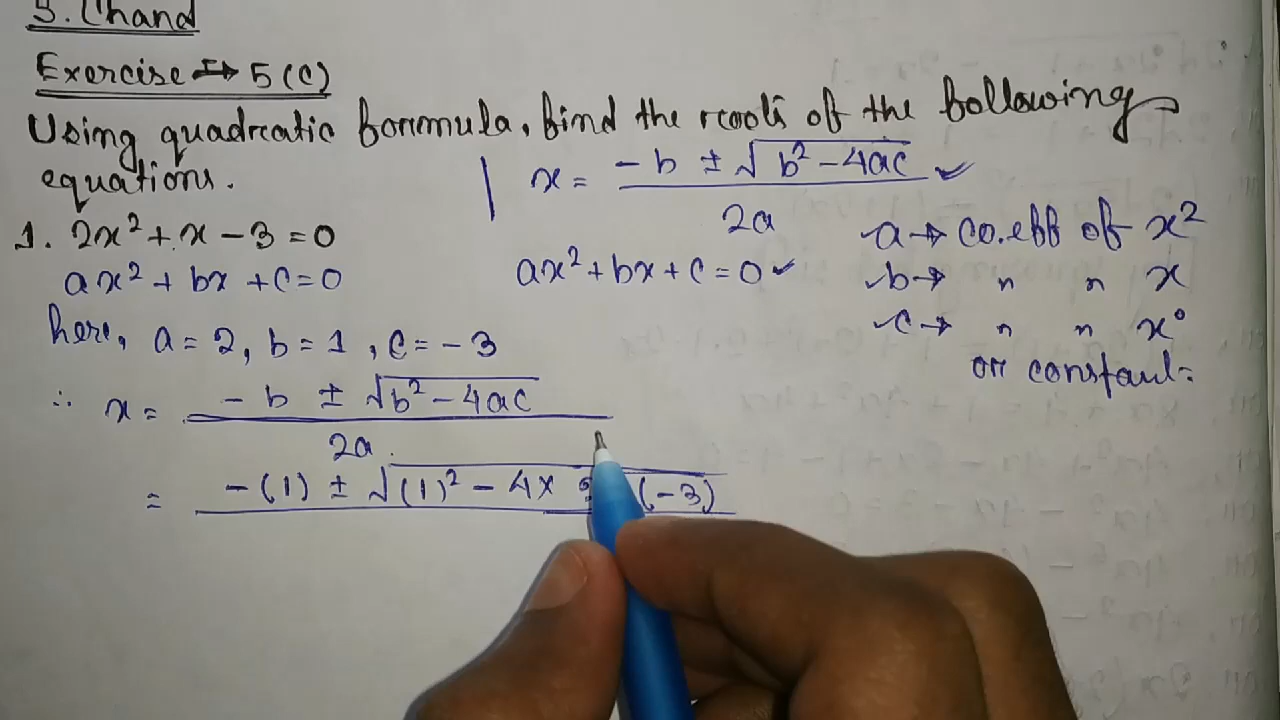 S. Chand
Exercise → 5(C)
Using quadratic formula, find the roots of the following
equations.
x = -b ± √b² - 4ac / 2a
1. 2x² + x - 3 = 0
ax² + bx + c = 0
ax² + bx + c = 0
a → co.eff of x²
b → " " x
c → " " x°
or constant
here, a = 2, b = 1, c = -3
∴ x = -b ± √b² - 4ac / 2a
= -(1) ± √(1)² - 4× (-3)